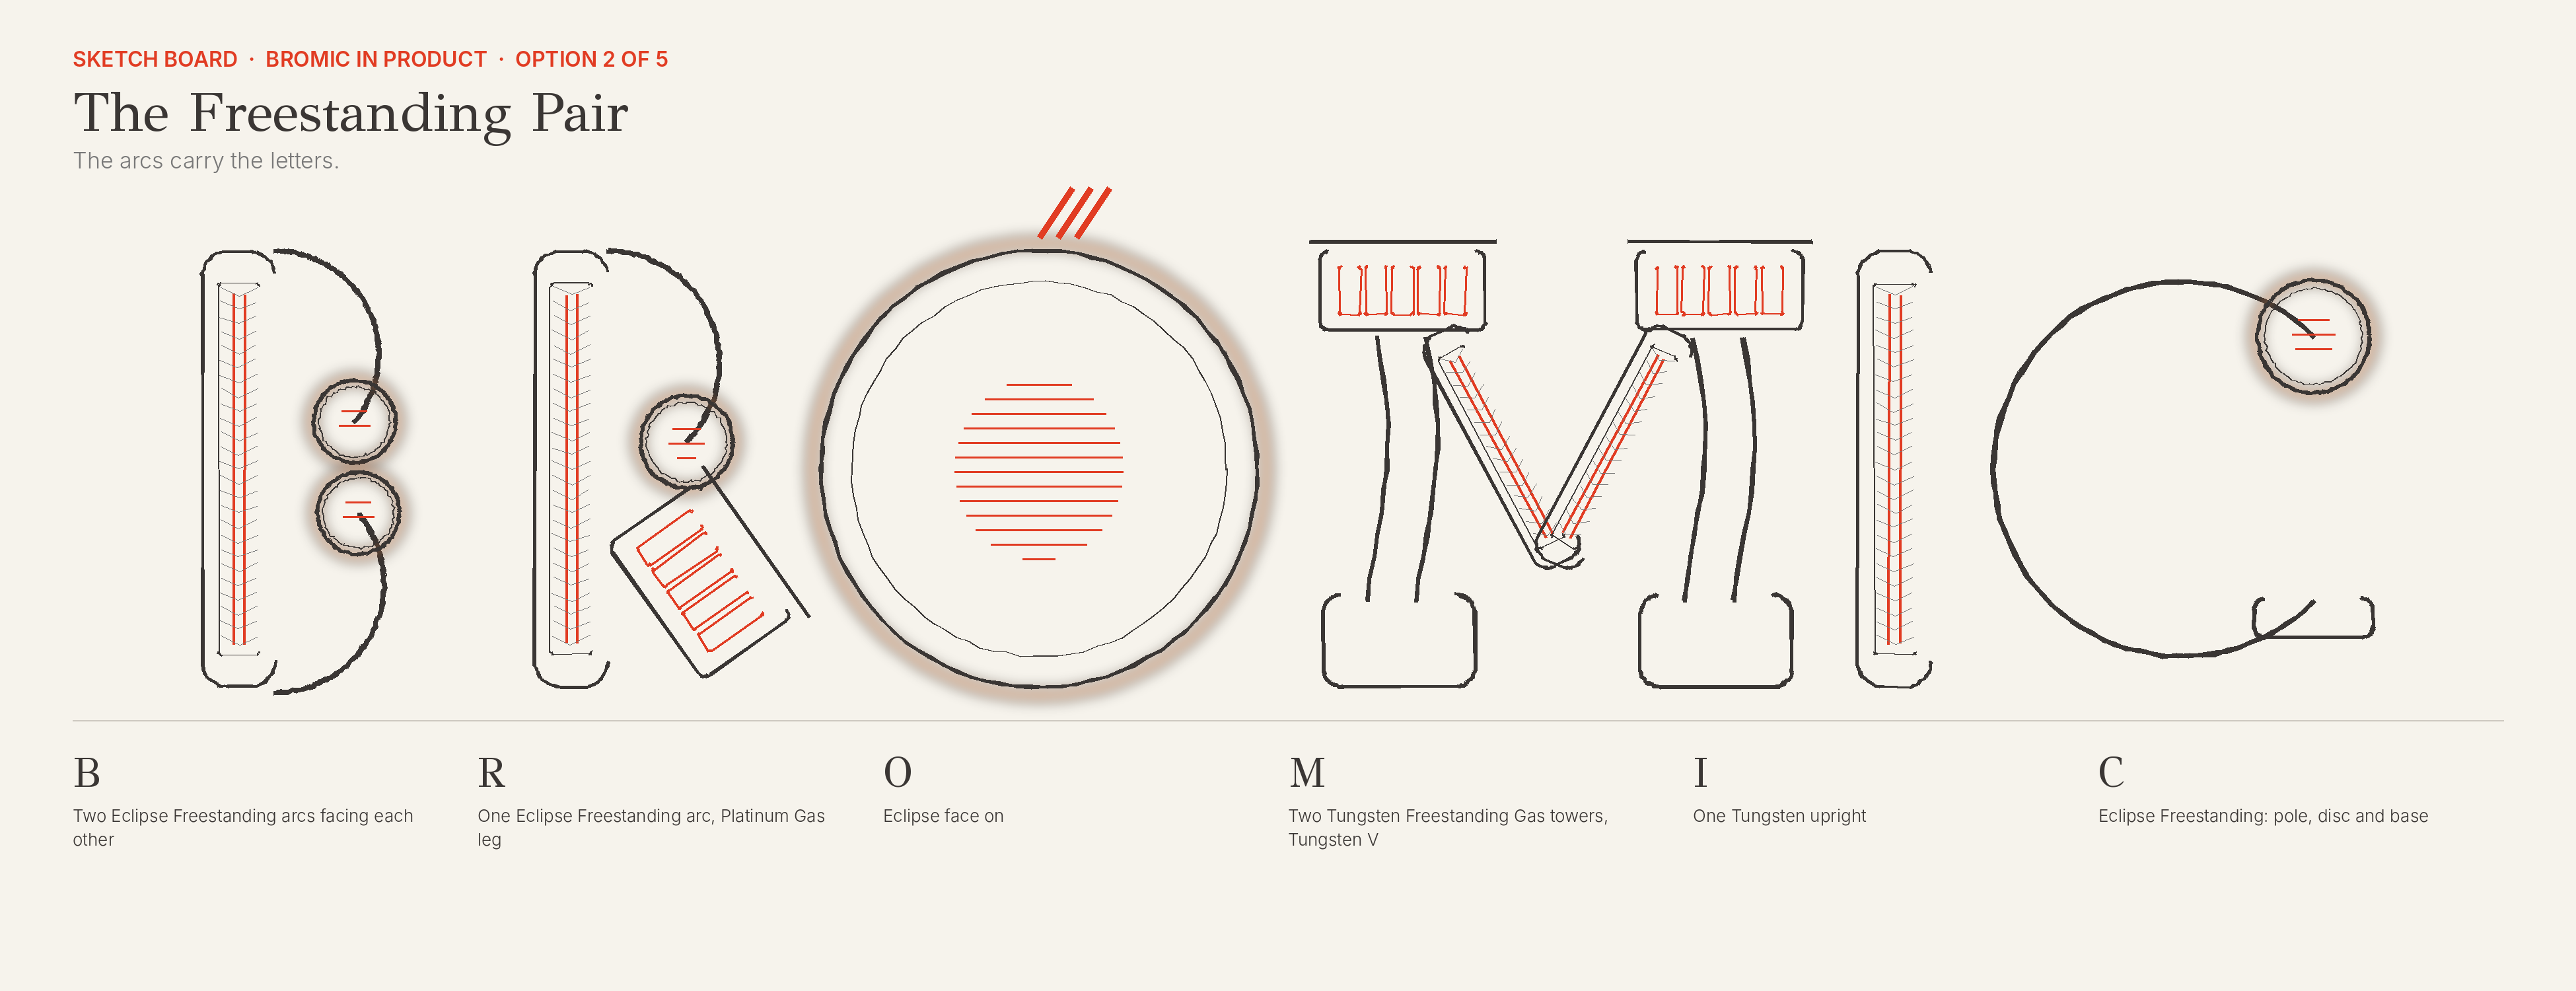 SKETCH BOARD · BROMIC IN PRODUCT · OPTION 2 OF 5
The Freestanding Pair
The arcs carry the letters.
B
Two Eclipse Freestanding arcs facing each
other
R
One Eclipse Freestanding arc, Platinum Gas
leg
O
Eclipse face on
M
Two Tungsten Freestanding Gas towers,
Tungsten V
I
One Tungsten upright
C
Eclipse Freestanding: pole, disc and base